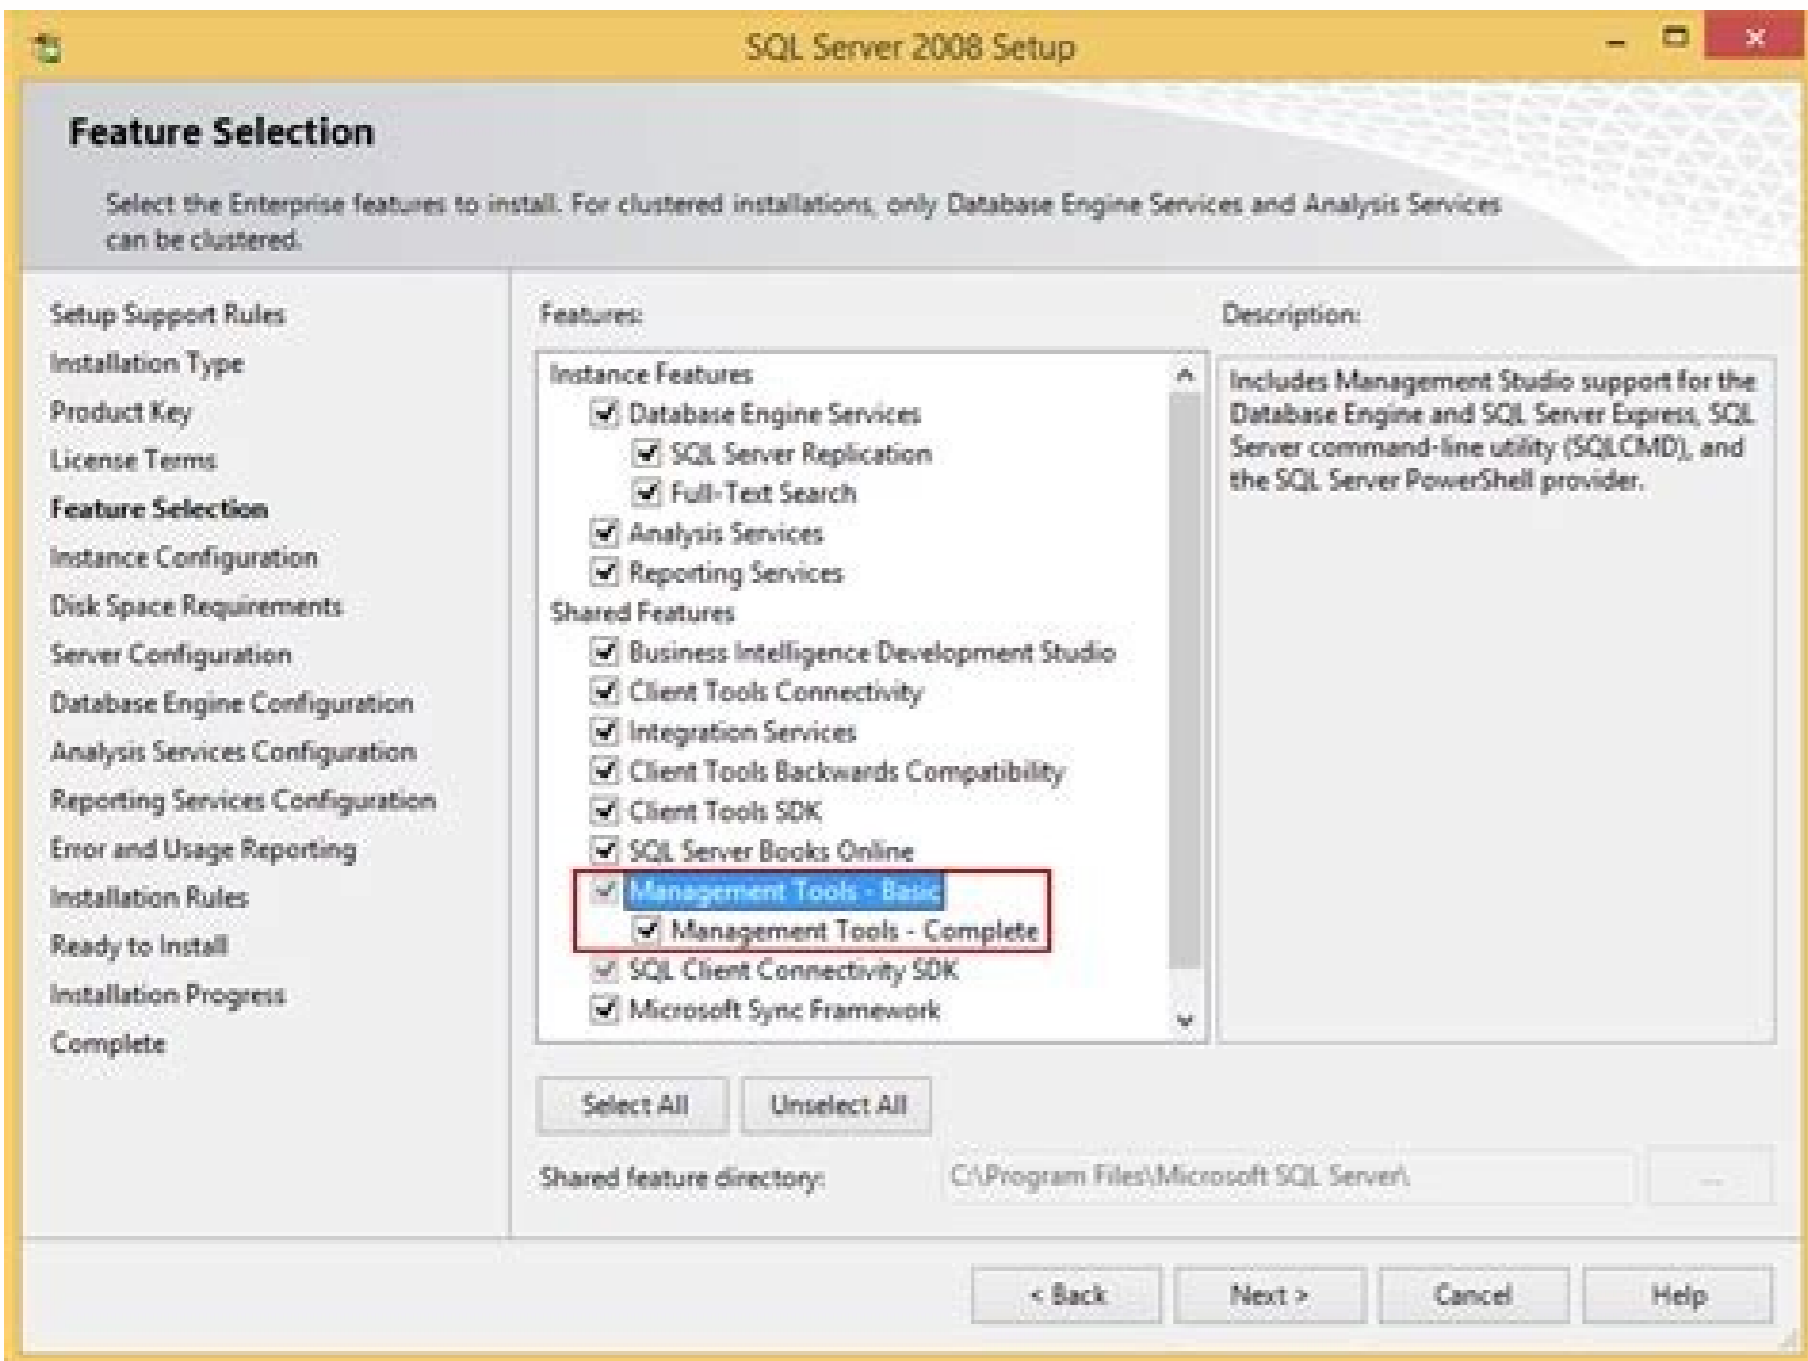 SQL Server 2008 Setup
Feature Selection
Select the Enterprise features to install. For clustered installations, only Database Engine Services and Analysis Services
can be clustered.
Setup Support Rules
Installation Type
Product Key
License Terms
Feature Selection
Instance Configuration
Disk Space Requirements
Server Configuration
Database Engine Configuration
Analysis Services Configuration
Reporting Services Configuration
Error and Usage Reporting
Installation Rules
Ready to Install
Installation Progress
Complete
Features:
Instance Features
Database Engine Services
SQL Server Replication
Full-Text Search
Analysis Services
Reporting Services
Shared Features
Business Intelligence Development Studio
Client Tools Connectivity
Integration Services
Client Tools Backwards Compatibility
Client Tools SDK
SQL Server Books Online
Management Tools - Basic
Management Tools - Complete
SQL Client Connectivity SDK
Microsoft Sync Framework
Description:
Includes Management Studio support for the
Database Engine and SQL Server Express, SQL
Server command-line utility (SQLCMD), and
the SQL Server PowerShell provider.
Select All
Unselect All
Shared feature directory:
C:\Program Files\Microsoft SQL Server\
...
< Back
Next >
Cancel
Help